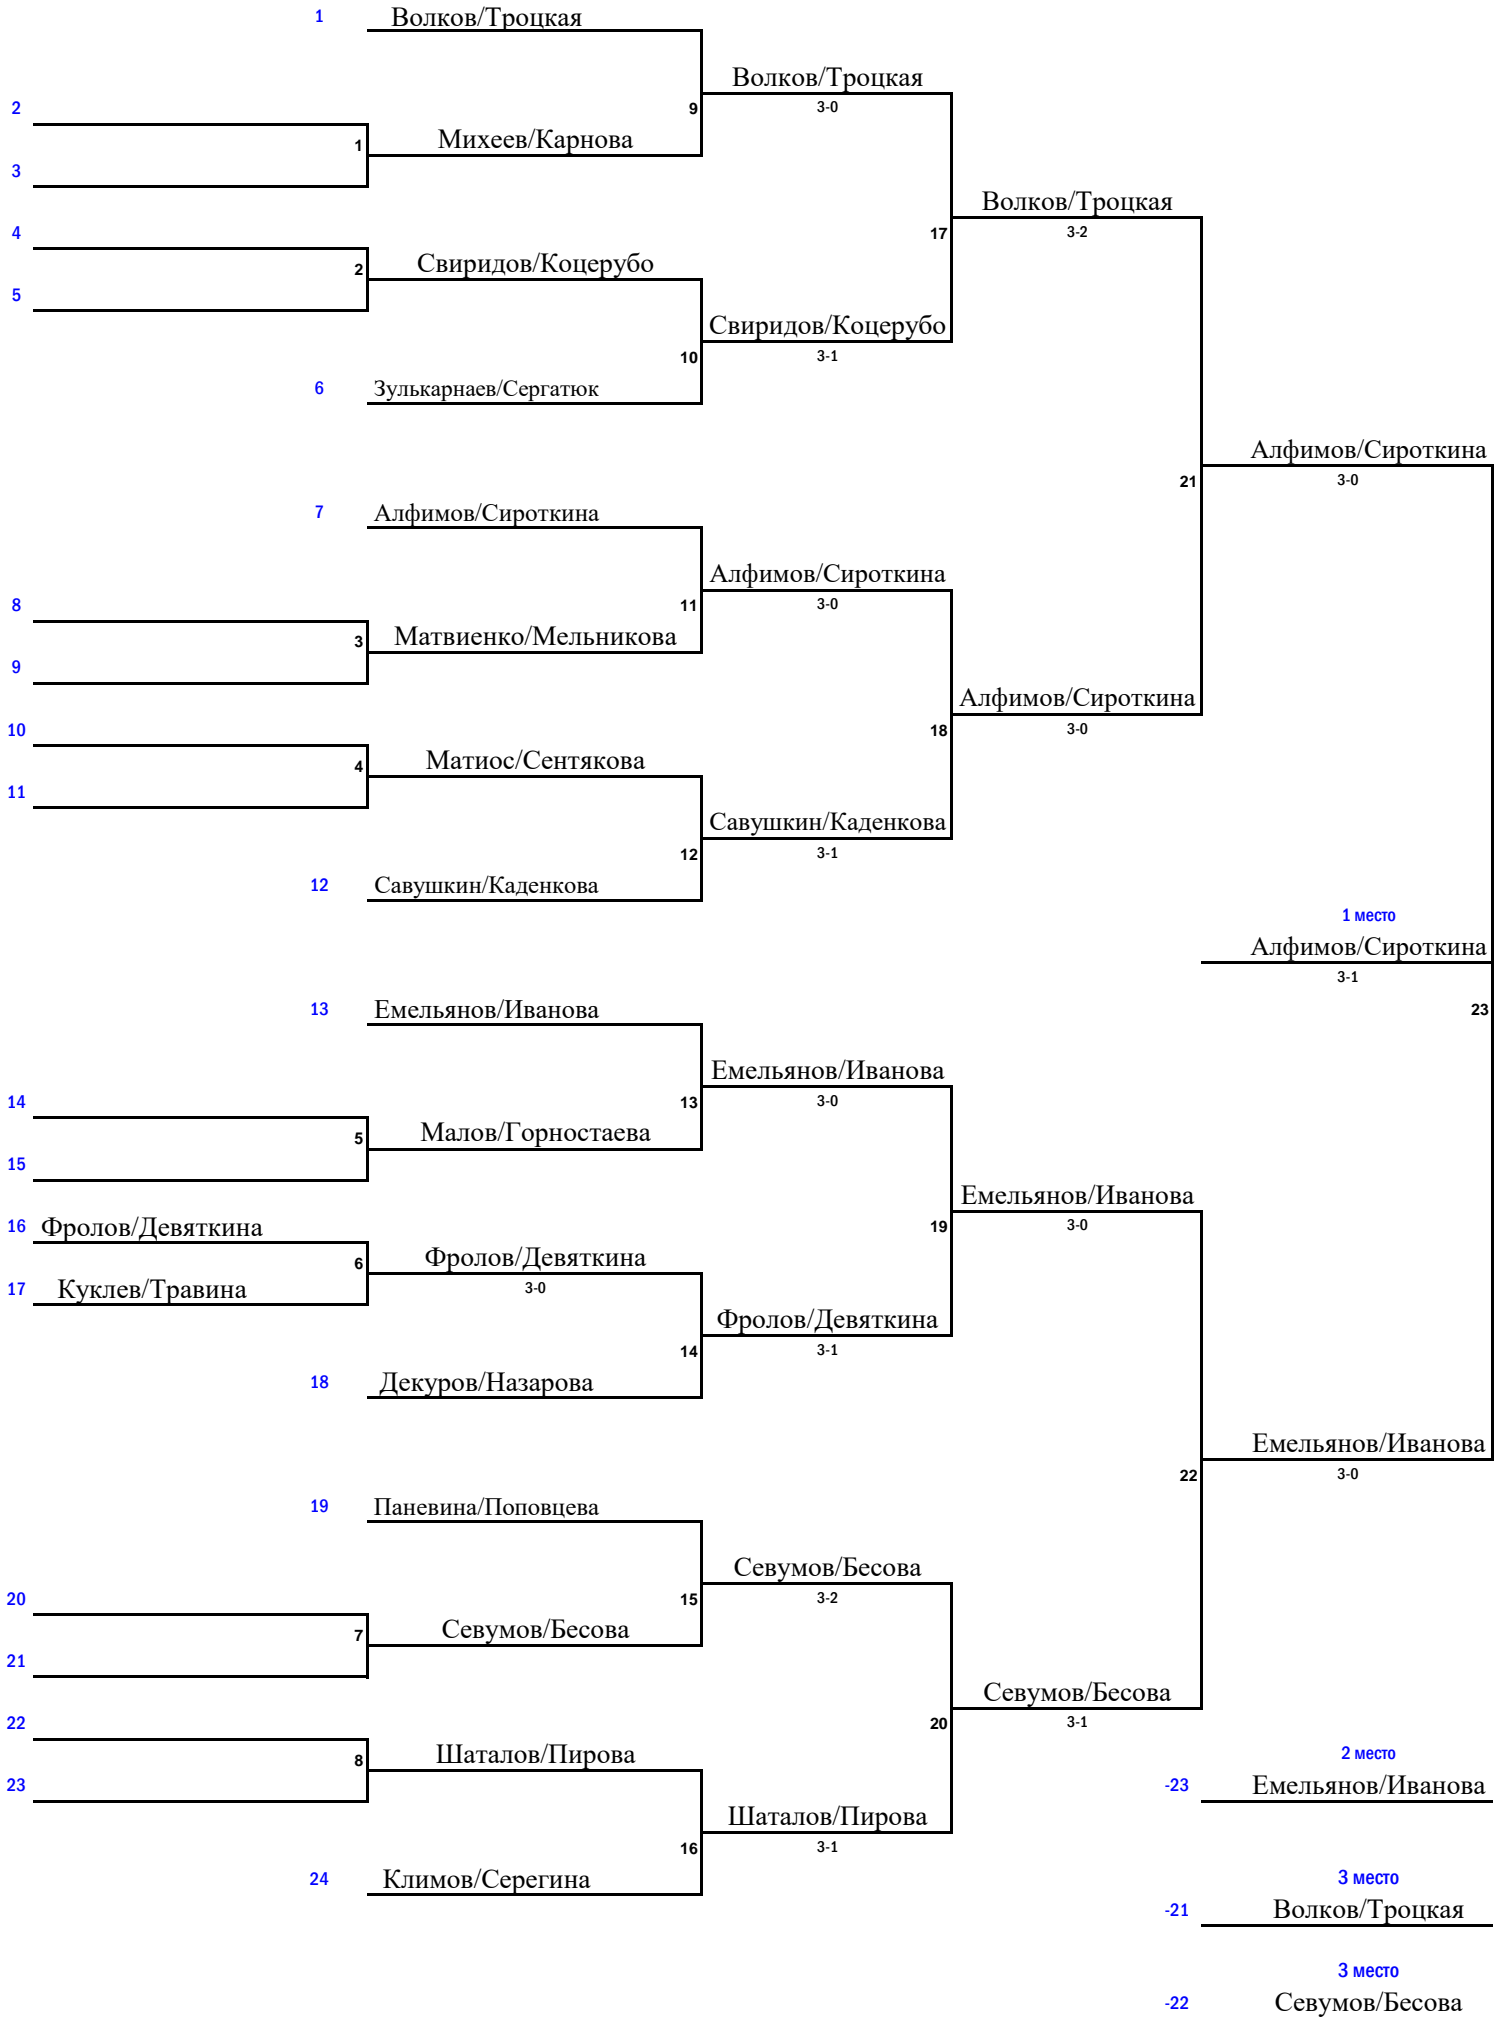 1 Волков/Троцкая
Волков/Троцкая
2 9 3-0
1 Михеев/Карнова
3
Волков/Троцкая
4 17 3-2
2 Свиридов/Коцерубо
5
Свиридов/Коцерубо
10 3-1
6 Зулькарнаев/Сергатюк
Алфимов/Сироткина
21 3-0
7 Алфимов/Сироткина
Алфимов/Сироткина
8 11 3-0
3 Матвиенко/Мельникова
9
Алфимов/Сироткина
10 18 3-0
4 Матиос/Сентякова
11
Савушкин/Каденкова
12 3-1
12 Савушкин/Каденкова
1 место
Алфимов/Сироткина
3-1
13 Емельянов/Иванова 23
Емельянов/Иванова
14 13 3-0
5 Малов/Горностаева
15
Емельянов/Иванова
16 Фролов/Девяткина 19 3-0
6 Фролов/Девяткина
17 Куклев/Травина 3-0
Фролов/Девяткина
14 3-1
18 Декуров/Назарова
Емельянов/Иванова
22 3-0
19 Паневина/Поповцева
Севумов/Бесова
20 15 3-2
7 Севумов/Бесова
21
Севумов/Бесова
22 20 3-1
8 Шаталов/Пирова 2 место
23 -23 Емельянов/Иванова
Шаталов/Пирова
16 3-1
24 Климов/Серегина 3 место
-21 Волков/Троцкая
3 место
-22 Севумов/Бесова